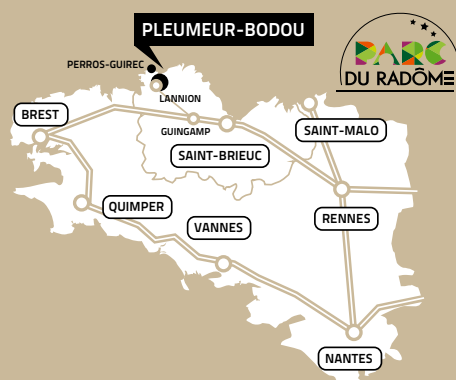 PLEUMEUR-BODOU
PARC
DU RADÔME
PERROS-GUIREC
LANNION
BREST
GUINGAMP
SAINT-MALO
SAINT-BRIEUC
QUIMPER
VANNES
RENNES
NANTES